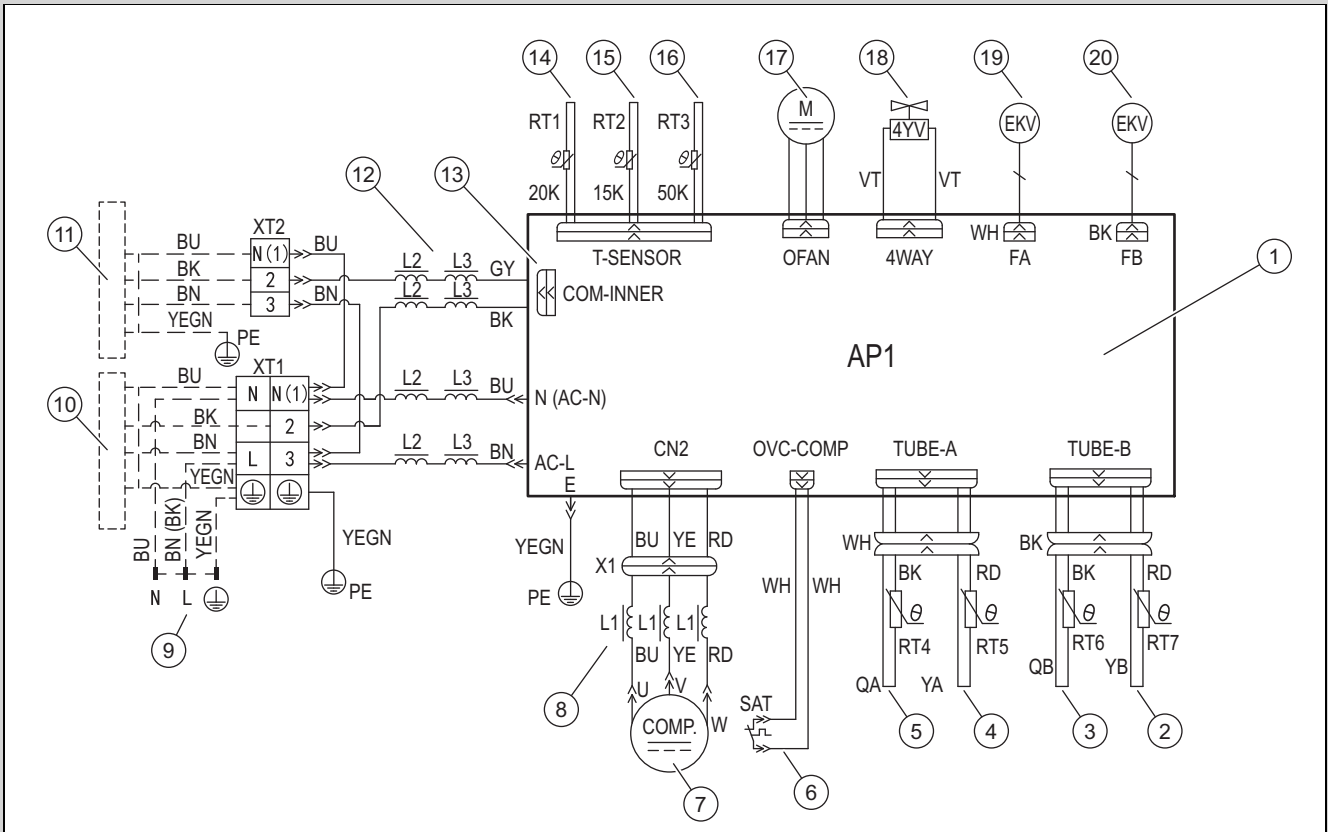 14 15 16 17 18 19 20
RT1 RT2 RT3 M 4YV EKV EKV
20K 15K 50K VT VT
12 13
11 XT2
BU N(1) BU
BK 2
BN 3 BN
YEGN
PE
L2 L3 GY
L2 L3 BK
T-SENSOR OFAN 4WAY WH FA BK FB
COM-INNER
1
AP1
10 XT1
BU N N(1) L2 L3 BU N (AC-N)
BK 2
BN L 3 L2 L3 BN AC-L
YEGN
E
BU BN (BK) YEGN
N L
9
YEGN
PE
YEGN
PE
CN2 OVC-COMP TUBE-A TUBE-B
BU YE RD
X1
L1 L1 L1
BU YE RD
U V W
COMP.
8
7
WH WH
SAT
6
WH
BK RD
θ θ
RT4 RT5
QA YA
5 4
BK
BK RD
θ θ
RT6 RT7
QB YB
3 2